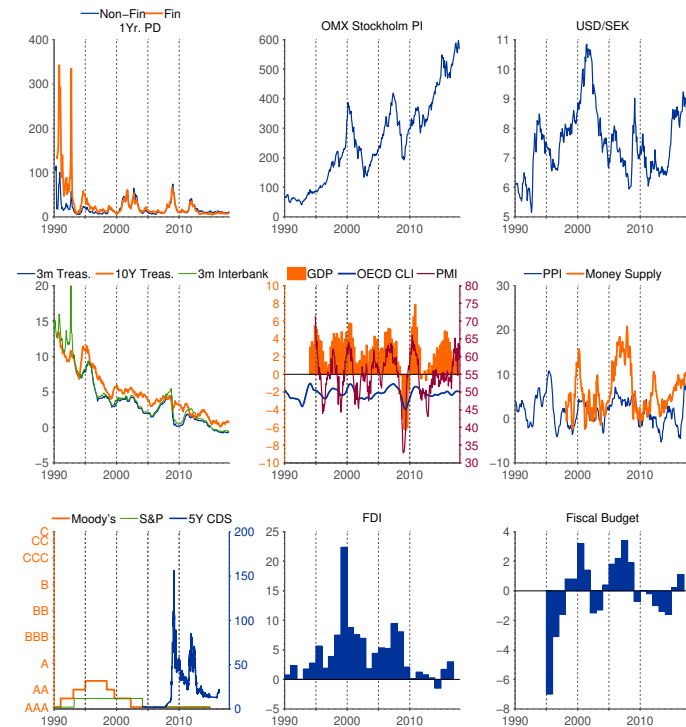 Non−Fin Fin
1Yr. PD
OMX Stockholm PI
USD/SEK
400
300
200
100
0
1990 2000 2010
600
500
400
300
200
100
0
1990 2000 2010
11
10
9
8
7
6
5
1990 2000 2010
3m Treas. 10Y Treas. 3m Interbank
GDP OECD CLI PMI
PPI Money Supply
20
15
10
5
0
−5
1990 2000 2010
10
8
6
4
2
0
−2
−4
−6
−8
−10
80
75
70
65
60
55
50
45
40
35
30
1990 2000 2010
30
20
10
0
−10
1990 2000 2010
Moody's S&P 5Y CDS
FDI
Fiscal Budget
C
CC
CCC
B
BB
BBB
A
AA
AAA
200
150
100
50
0
1990 2000 2010
25
20
15
10
5
0
−5
1990 2000 2010
4
2
0
−2
−4
−6
−8
1990 2000 2010